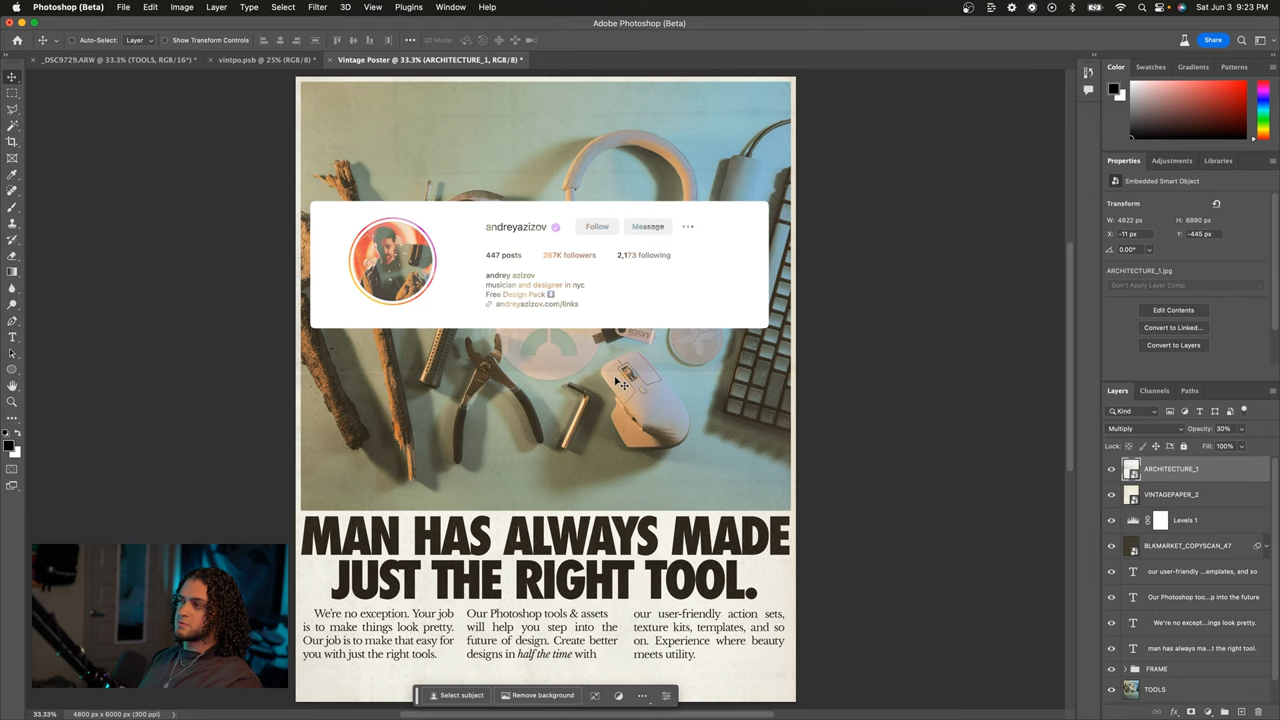 Photoshop (Beta) File Edit Image Layer Type Select Filter 3D View Plugins Window Help Sat Jun 3 9:23 PM
Adobe Photoshop (Beta)
Auto-Select: Layer Show Transform Controls 3D Mode: Share
_DSC9729.ARW @ 33.3% (TOOLS, RGB/16*) * vintpo.psb @ 25% (RGB/8) * Vintage Poster @ 33.3% (ARCHITECTURE_1, RGB/8) *
Color Swatches Gradients Patterns
Properties Adjustments Libraries
Embedded Smart Object
Transform
W: 4822 px H: 6890 px
X: -11 px Y: -445 px
0.00°
ARCHITECTURE_1.jpg
Don't Apply Layer Comp
Edit Contents
Convert to Linked...
Convert to Layers
Layers Channels Paths
Kind
Multiply Opacity: 30%
Lock: Fill: 100%
ARCHITECTURE_1
VINTAGEPAPER_2
Levels 1
BLKMARKET_COPYSCAN_47
our user-friendly ...emplates, and so
Our Photoshop too...p into the future
We're no except...ings look pretty.
man has always ma...t the right tool.
FRAME
TOOLS
andreyazizov Follow Message
447 posts 267K followers 2,173 following
andrey azizov
musician and designer in nyc
Free Design Pack
andreyazizov.com/links
MAN HAS ALWAYS MADE
JUST THE RIGHT TOOL.
We're no exception. Your job
is to make things look pretty.
Our job is to make that easy for
you with just the right tools.
Our Photoshop tools & assets
will help you step into the
future of design. Create better
designs in half the time with
our user-friendly action sets,
texture kits, templates, and so
on. Experience where beauty
meets utility.
Select subject Remove background
33.33% 4800 px x 6000 px (300 ppi)